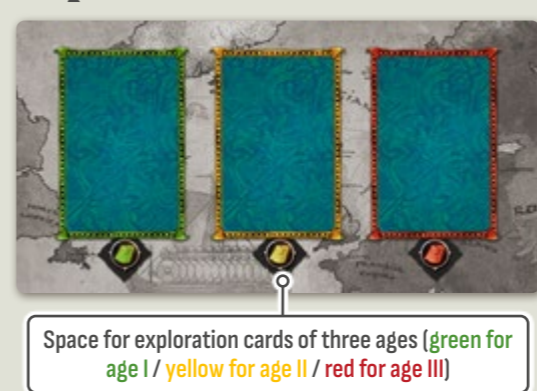 Space for exploration cards of three ages (green for
age I / yellow for age II / red for age III)